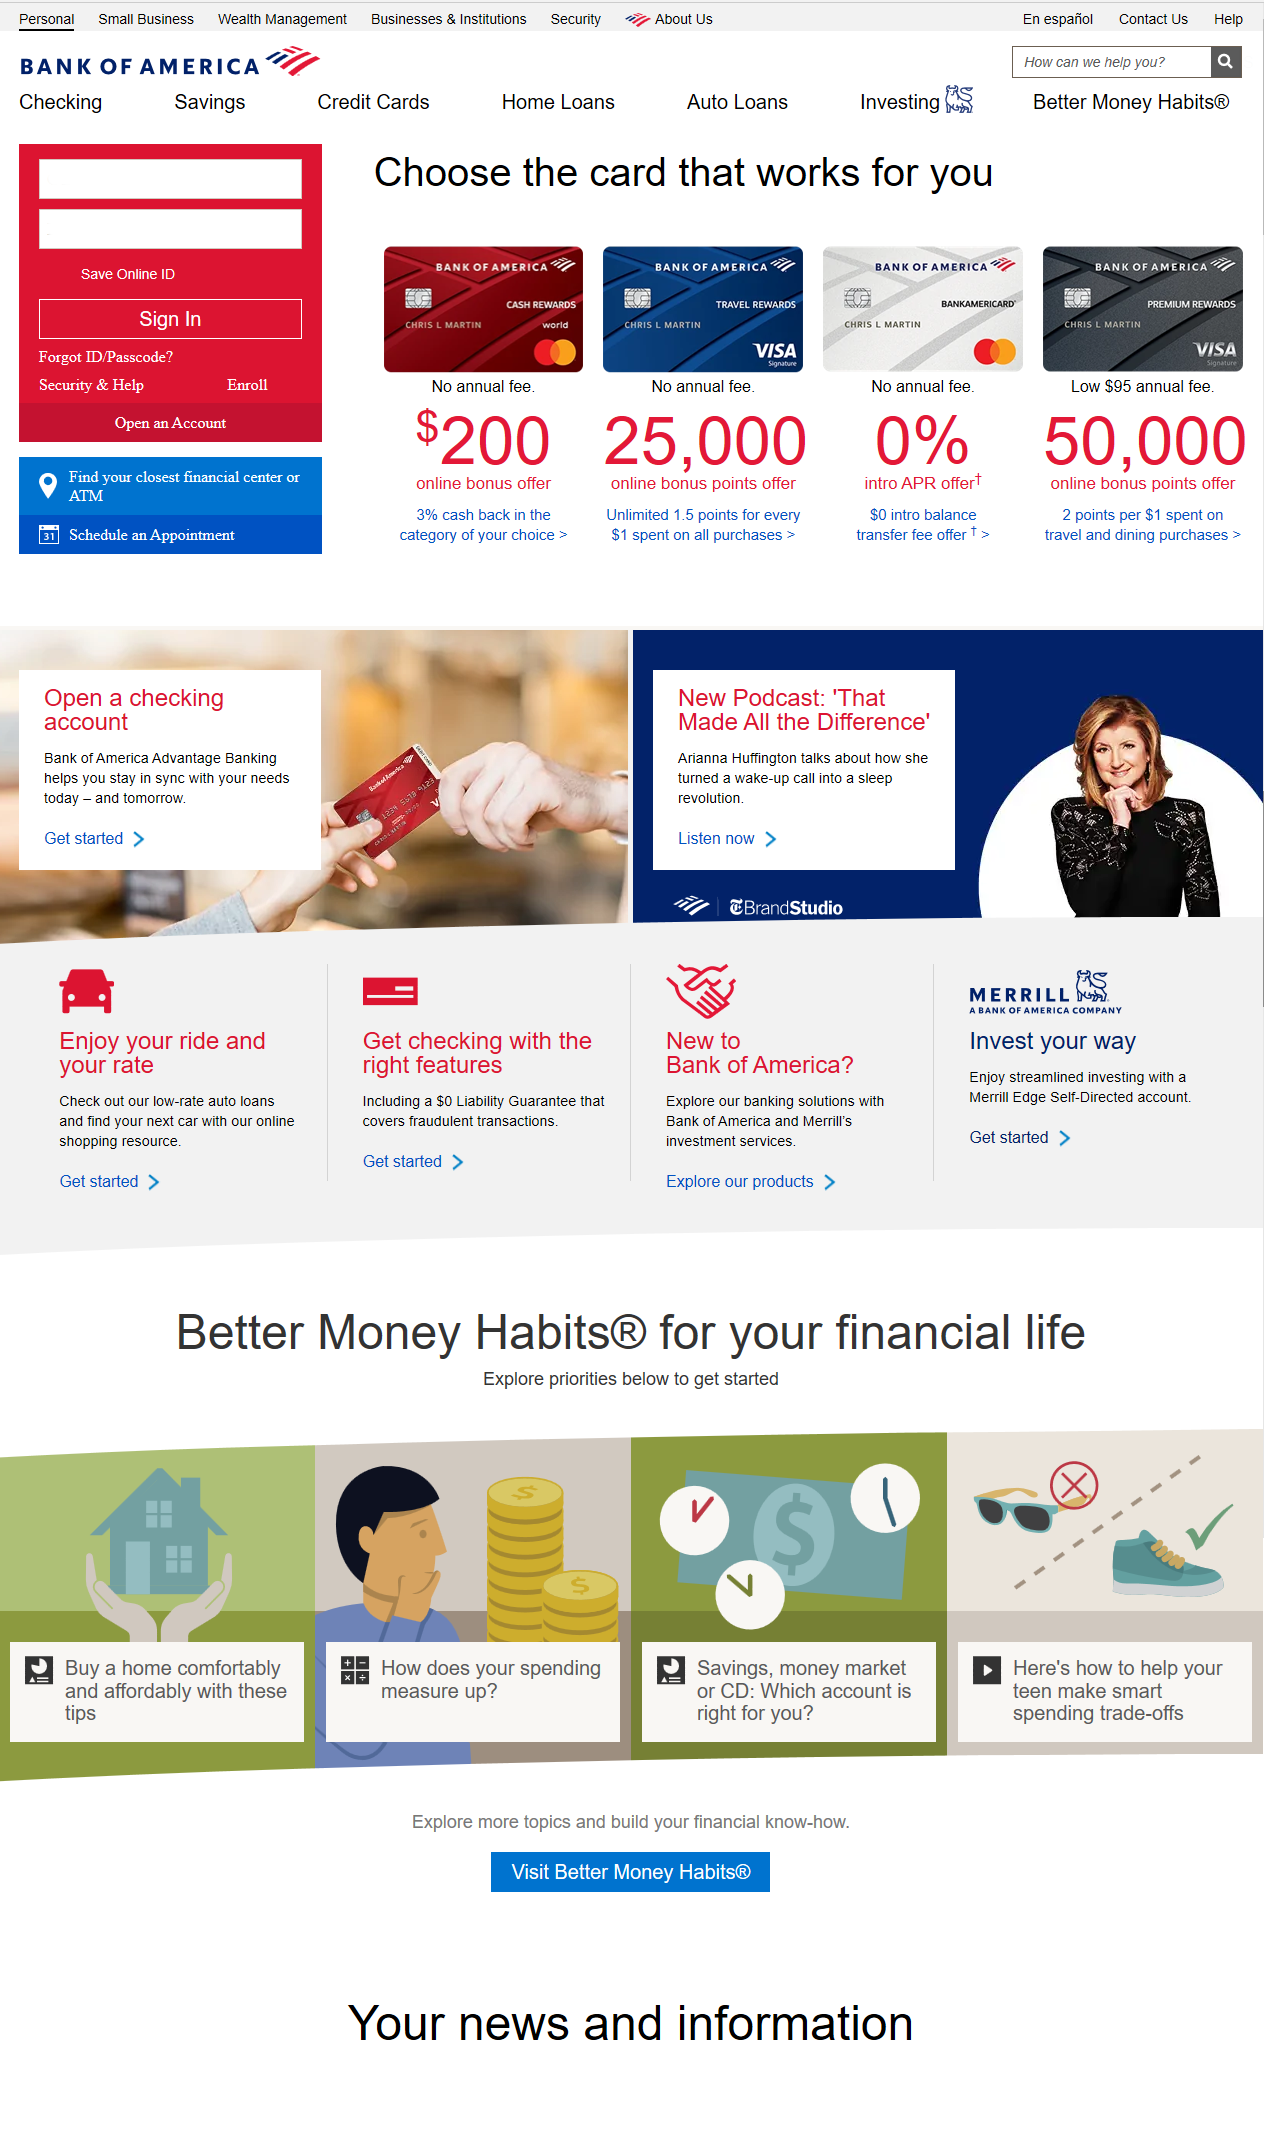 Personal Small Business Wealth Management Businesses & Institutions Security About Us En español Contact Us Help
BANK OF AMERICA
How can we help you?
Checking Savings Credit Cards Home Loans Auto Loans Investing Better Money Habits®
Save Online ID
Sign In
Forgot ID/Passcode?
Security & Help Enroll
Open an Account
Find your closest financial center or
ATM
31 Schedule an Appointment
Choose the card that works for you
BANK OF AMERICA
CASH REWARDS
CHRIS L MARTIN world
No annual fee.
$200
online bonus offer
3% cash back in the
category of your choice >
BANK OF AMERICA
TRAVEL REWARDS
CHRIS L MARTIN
VISA
Signature
No annual fee.
25,000
online bonus points offer
Unlimited 1.5 points for every
$1 spent on all purchases >
BANK OF AMERICA
BANKAMERICARD
CHRIS L MARTIN
No annual fee.
0%
intro APR offer†
$0 intro balance
transfer fee offer † >
BANK OF AMERICA
PREMIUM REWARDS
CHRIS L MARTIN
VISA
Signature
Low $95 annual fee.
50,000
online bonus points offer
2 points per $1 spent on
travel and dining purchases >
Open a checking
account
Bank of America Advantage Banking
helps you stay in sync with your needs
today – and tomorrow.
Get started
Bank of America
New Podcast: 'That
Made All the Difference'
Arianna Huffington talks about how she
turned a wake-up call into a sleep
revolution.
Listen now
T BrandStudio
Enjoy your ride and
your rate
Check out our low-rate auto loans
and find your next car with our online
shopping resource.
Get started
Get checking with the
right features
Including a $0 Liability Guarantee that
covers fraudulent transactions.
Get started
New to
Bank of America?
Explore our banking solutions with
Bank of America and Merrill’s
investment services.
Explore our products
MERRILL
A BANK OF AMERICA COMPANY
Invest your way
Enjoy streamlined investing with a
Merrill Edge Self-Directed account.
Get started
Better Money Habits® for your financial life
Explore priorities below to get started
$
$
$
Buy a home comfortably
and affordably with these
tips
How does your spending
measure up?
Savings, money market
or CD: Which account is
right for you?
Here's how to help your
teen make smart
spending trade-offs
Explore more topics and build your financial know-how.
Visit Better Money Habits®
Your news and information